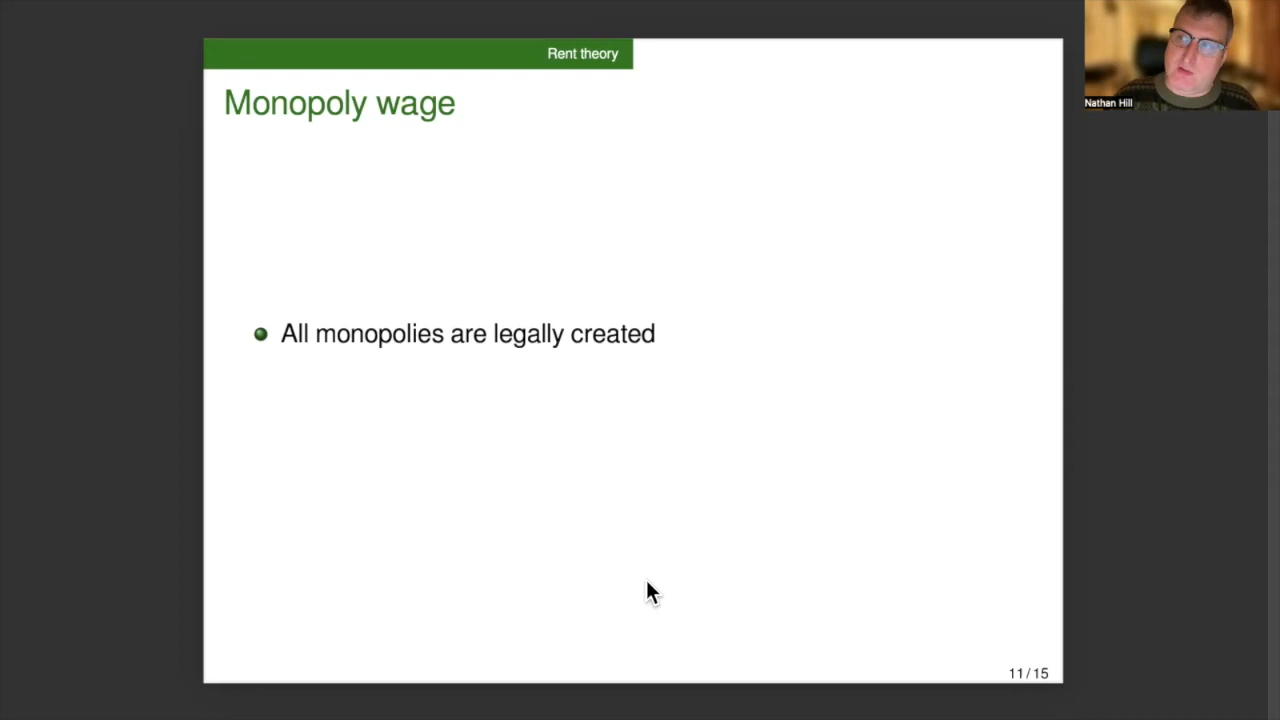 Rent theory
Nathan Hill
Monopoly wage
All monopolies are legally created
11 / 15